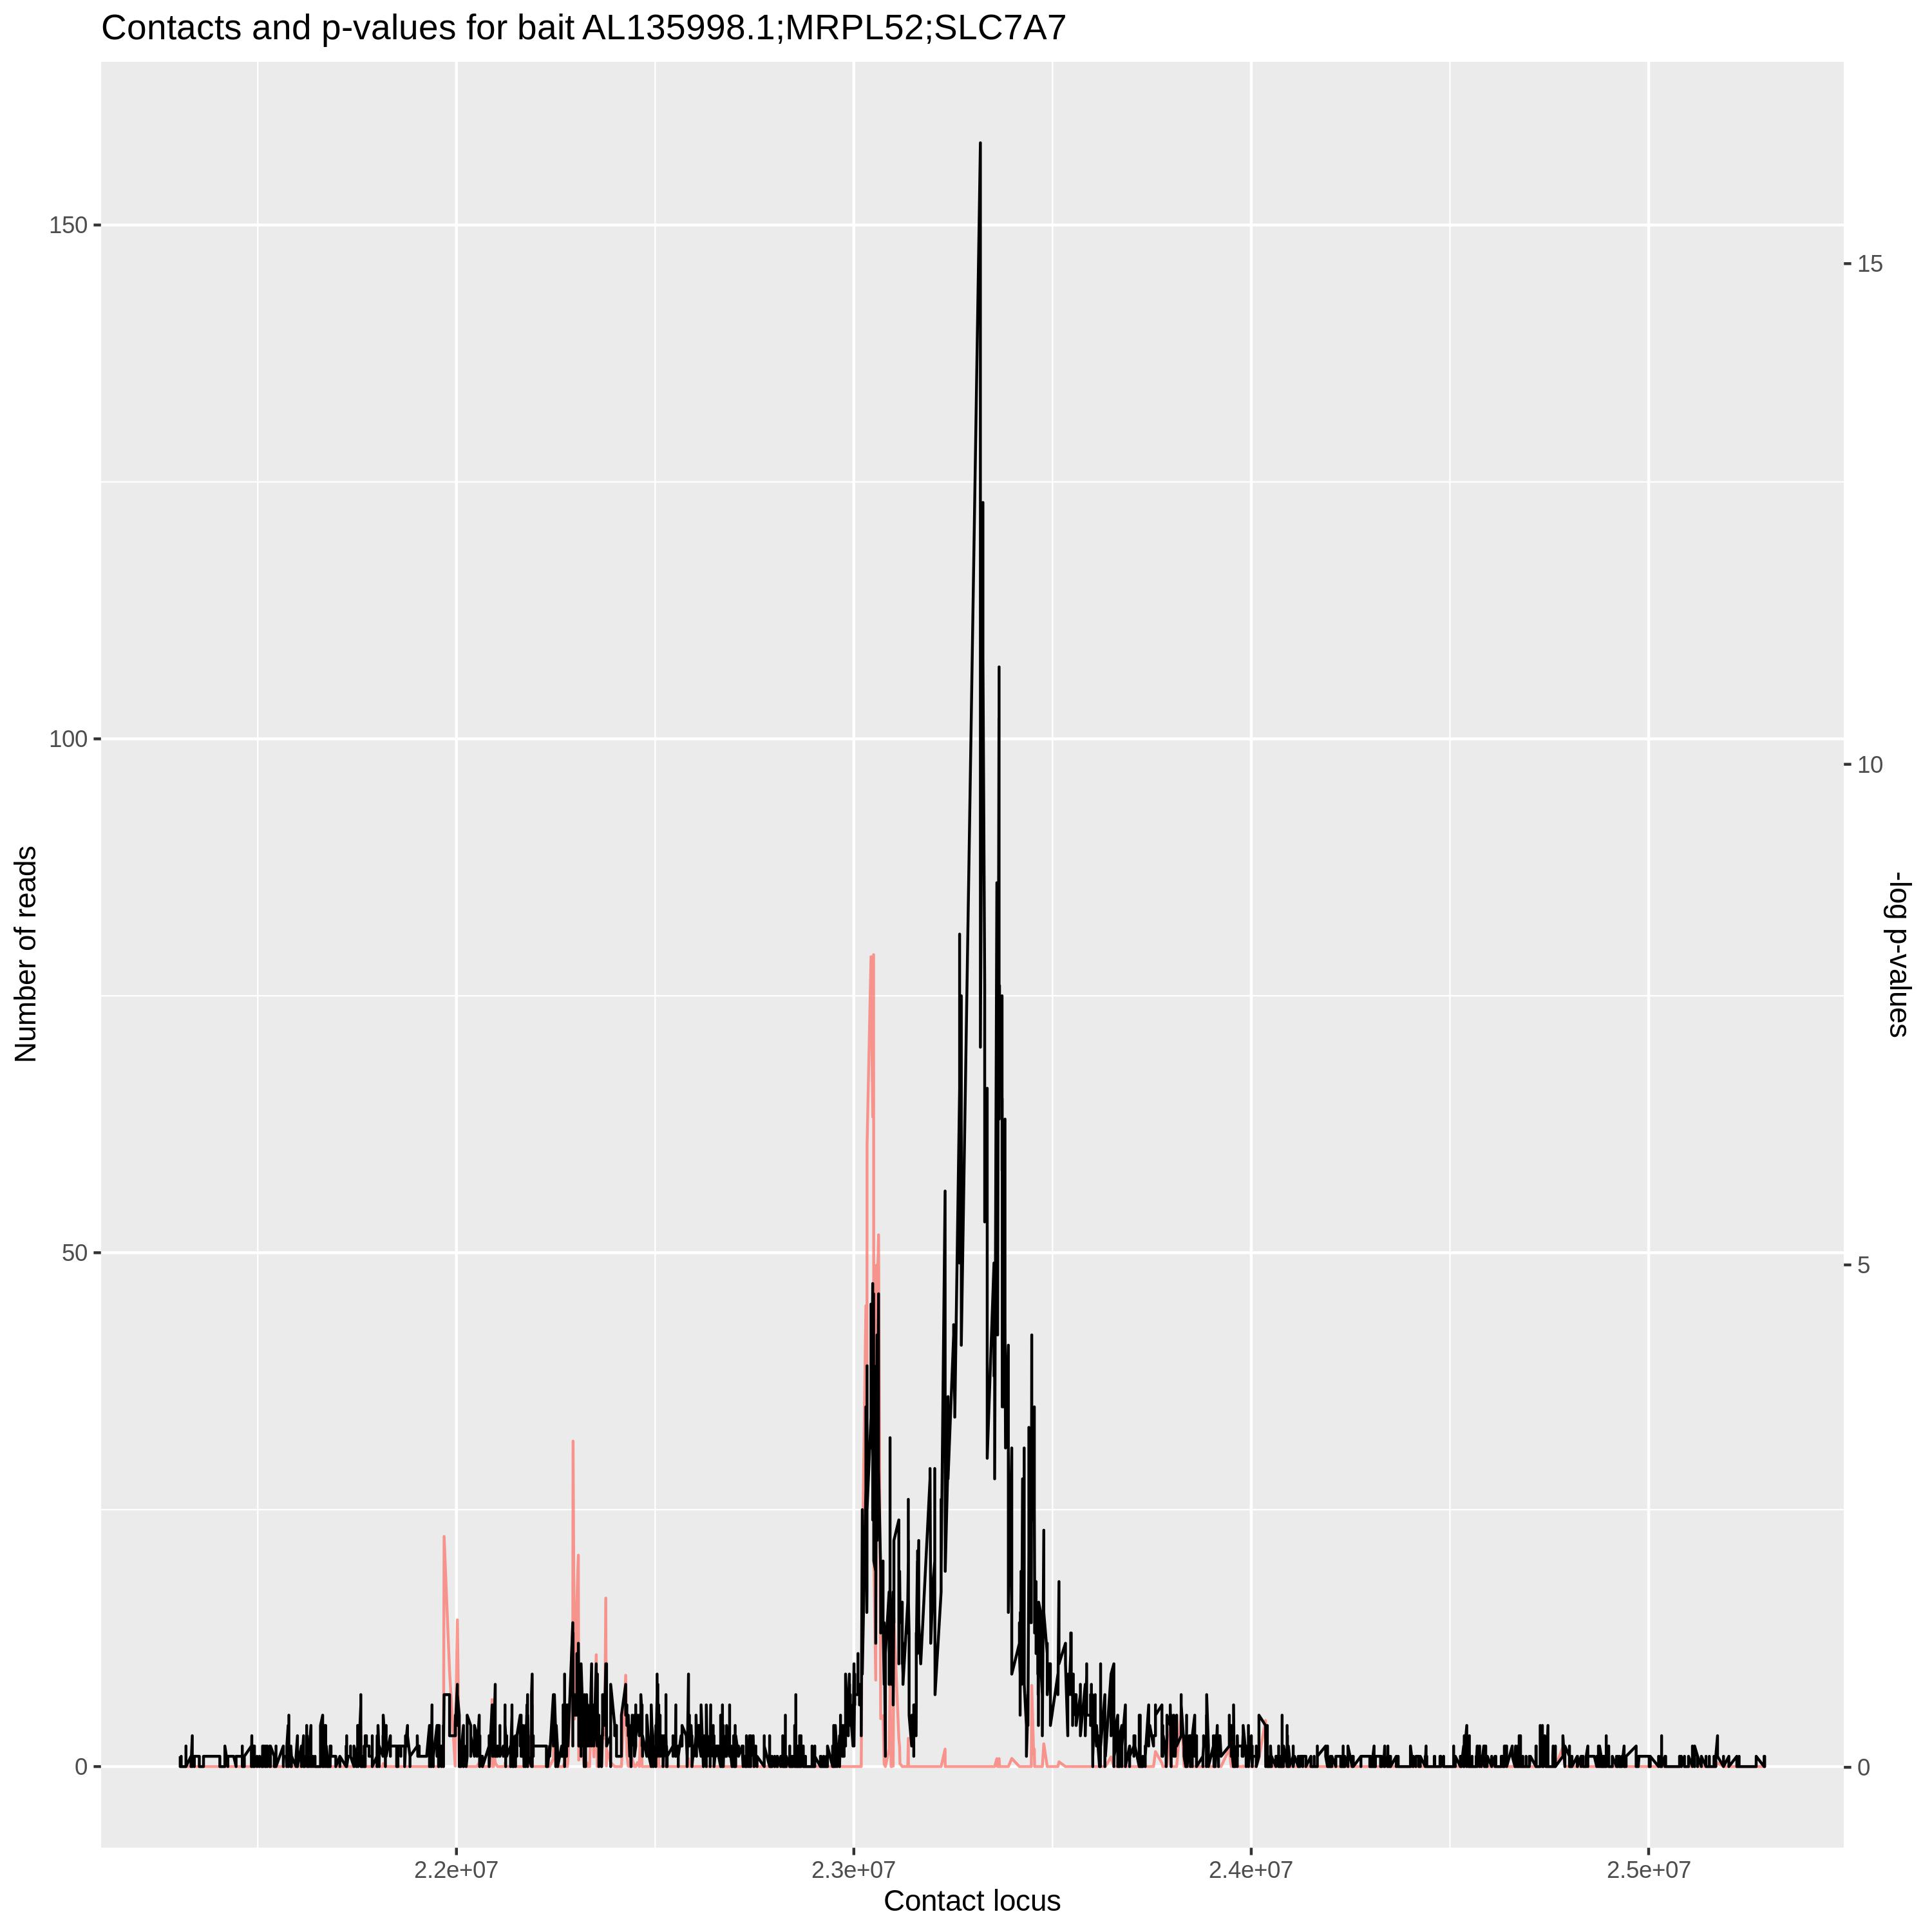 Contacts and p-values for bait AL135998.1;MRPL52;SLC7A7
150
100
50
0
Number of reads
15
10
5
0
-log p-values
2.2e+07
2.3e+07
2.4e+07
2.5e+07
Contact locus